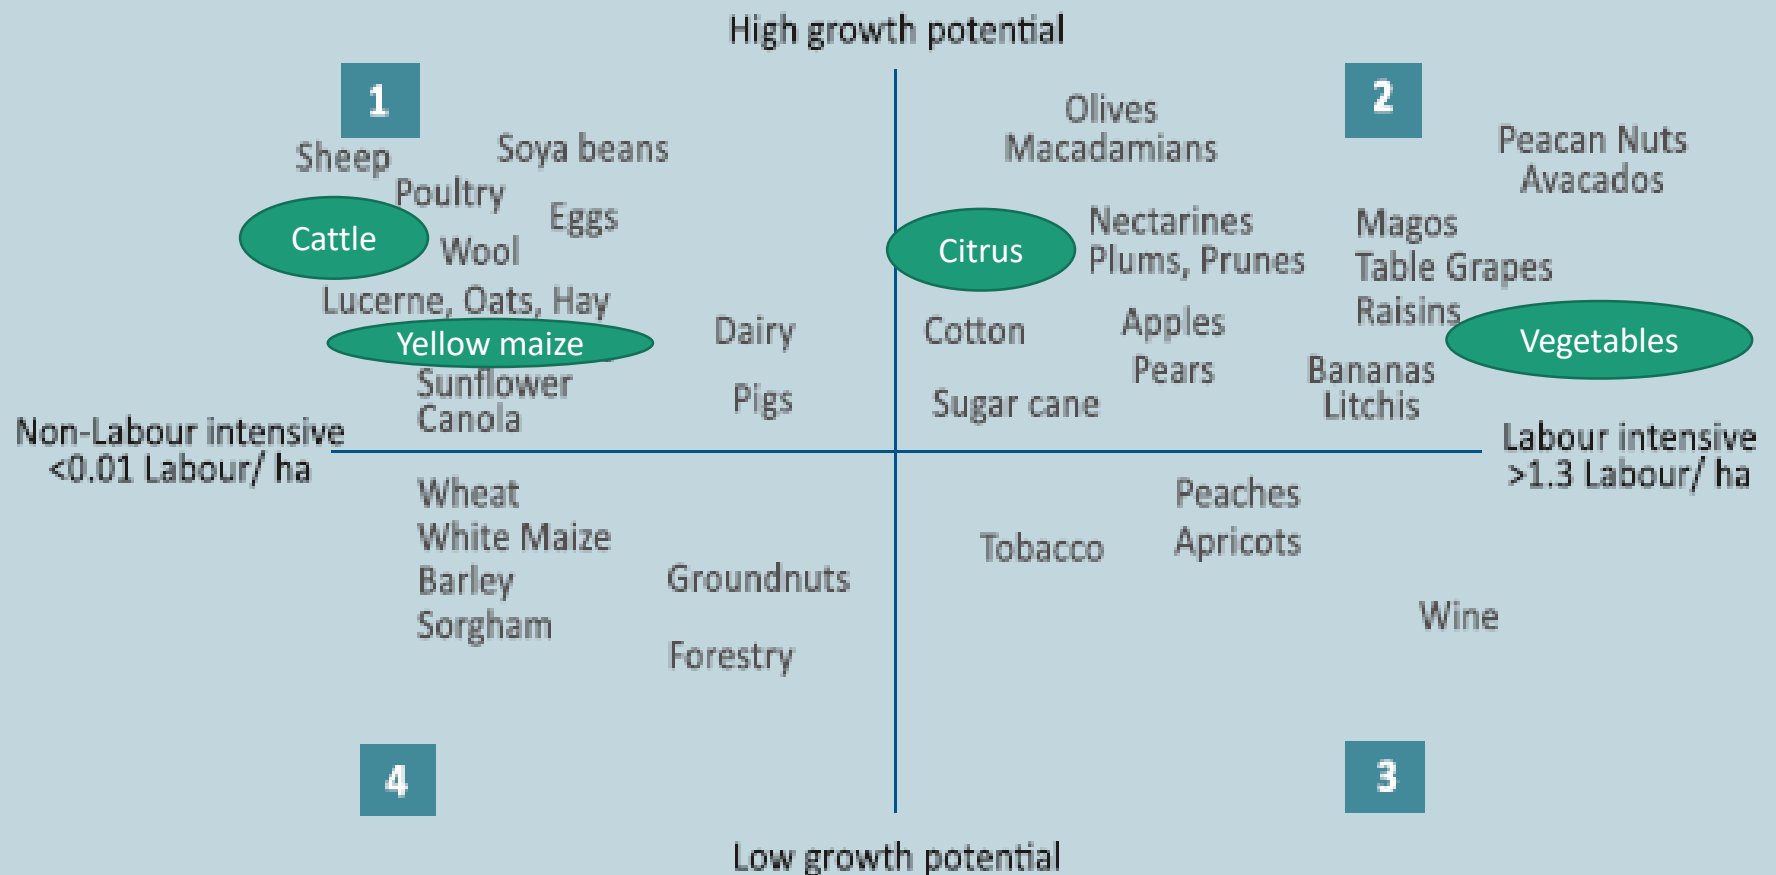 High growth potential
1
Sheep
Soya beans
Poultry
Eggs
Cattle
Wool
Lucerne, Oats, Hay
Yellow maize
Dairy
Sunflower
Canola
Pigs
2
Olives
Macadamians
Peacan Nuts
Avacados
Citrus
Nectarines
Plums, Prunes
Magos
Table Grapes
Raisins
Cotton
Apples
Pears
Vegetables
Sugar cane
Bananas
Litchis
Non-Labour intensive
<0.01 Labour/ ha
Labour intensive
>1.3 Labour/ ha
Wheat
White Maize
Barley
Sorgham
Groundnuts
Forestry
4
Peaches
Apricots
Tobacco
Wine
3
Low growth potential